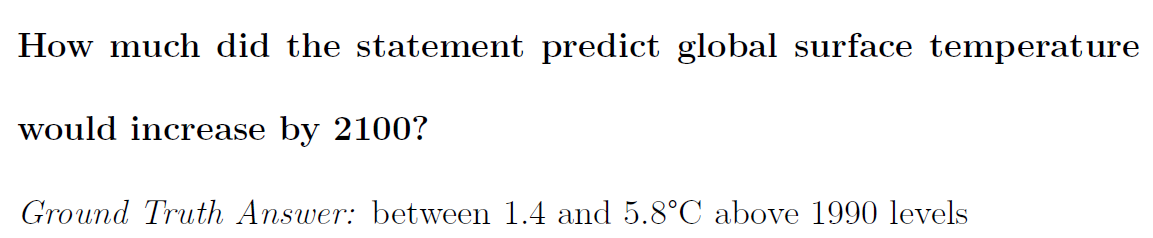 How much did the statement predict global surface temperature
would increase by 2100?
Ground Truth Answer: between 1.4 and 5.8°C above 1990 levels